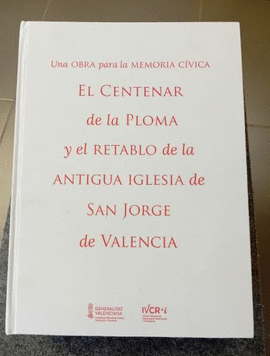 Una OBRA para la MEMORIA CÍVICA
EL CENTENAR
de la PLOMA
y el RETABLO de la
ANTIGUA IGLESIA de
SAN JORGE
de VALENCIA
GENERALITAT
VALENCIANA
IVCR+i